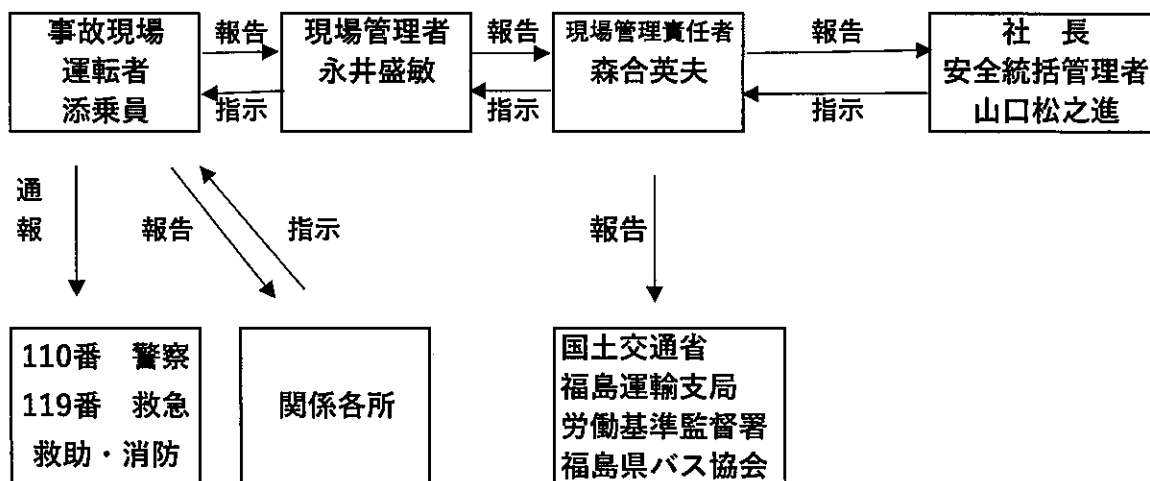 事故現場
運転者
添乗員
報告
指示
現場管理者
永井盛敏
報告
指示
現場管理責任者
森合英夫
報告
指示
社　長
安全統括管理者
山口松之進
通
報
報告
指示
報告
110番　警察
119番　救急
救助・消防
関係各所
国土交通省
福島運輸支局
労働基準監督署
福島県バス協会